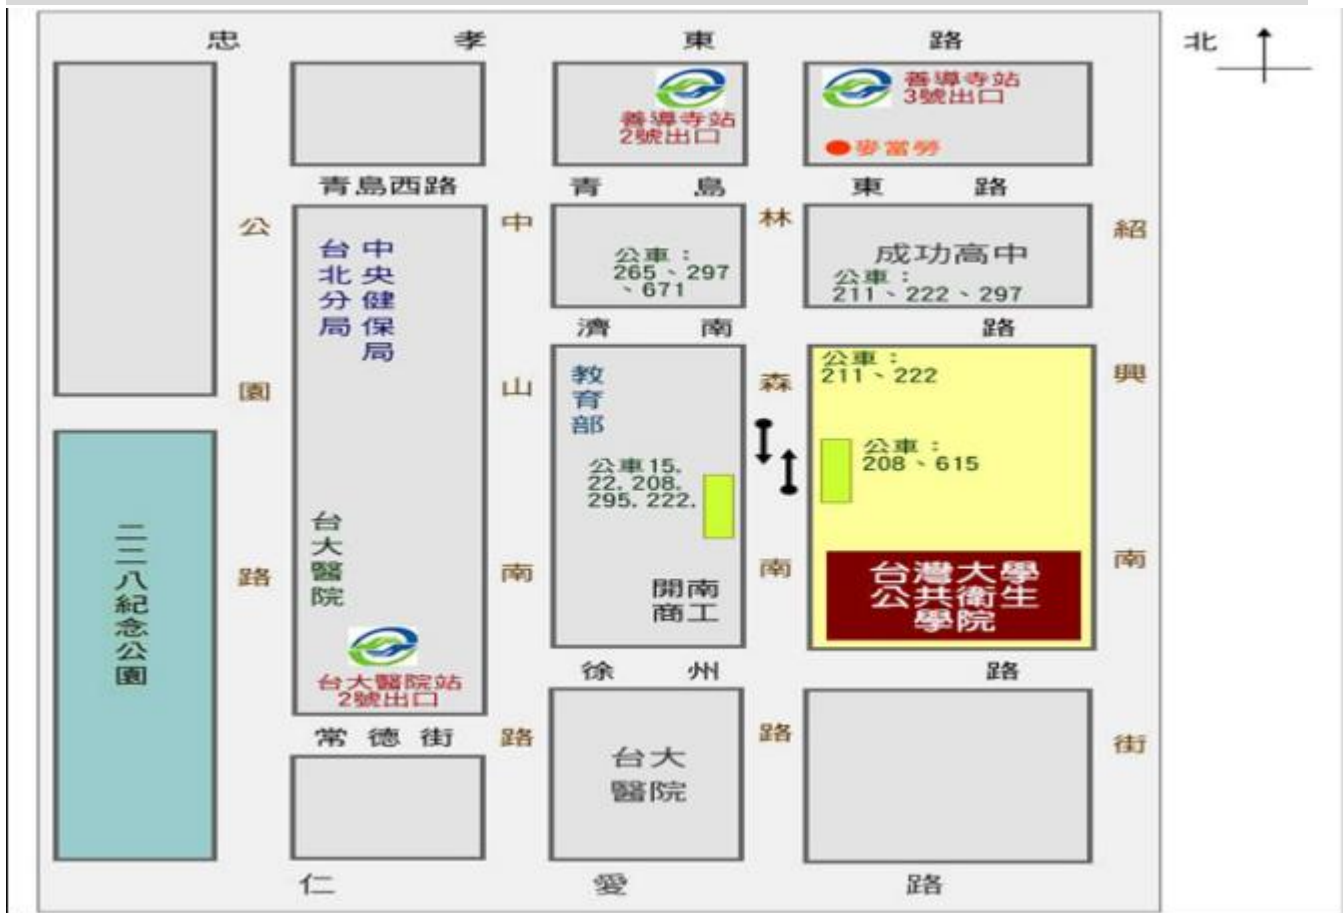 忠孝東路
北
善導寺站
2號出口
善導寺站
3號出口
麥當勞
青島西路
青島東路
公園路
中山南路
林森南路
紹興南街
中央健保局
台北分局
公車：
265、297
、671
成功高中
公車：
211、222、297
濟南路
教育部
公車15.
22. 208.
295. 222.
開南
商工
公車：
211、222
公車：
208、615
台灣大學
公共衛生
學院
二二八紀念公園
台大醫院
台大醫院站
2號出口
徐州路
常德街
台大
醫院
仁愛路